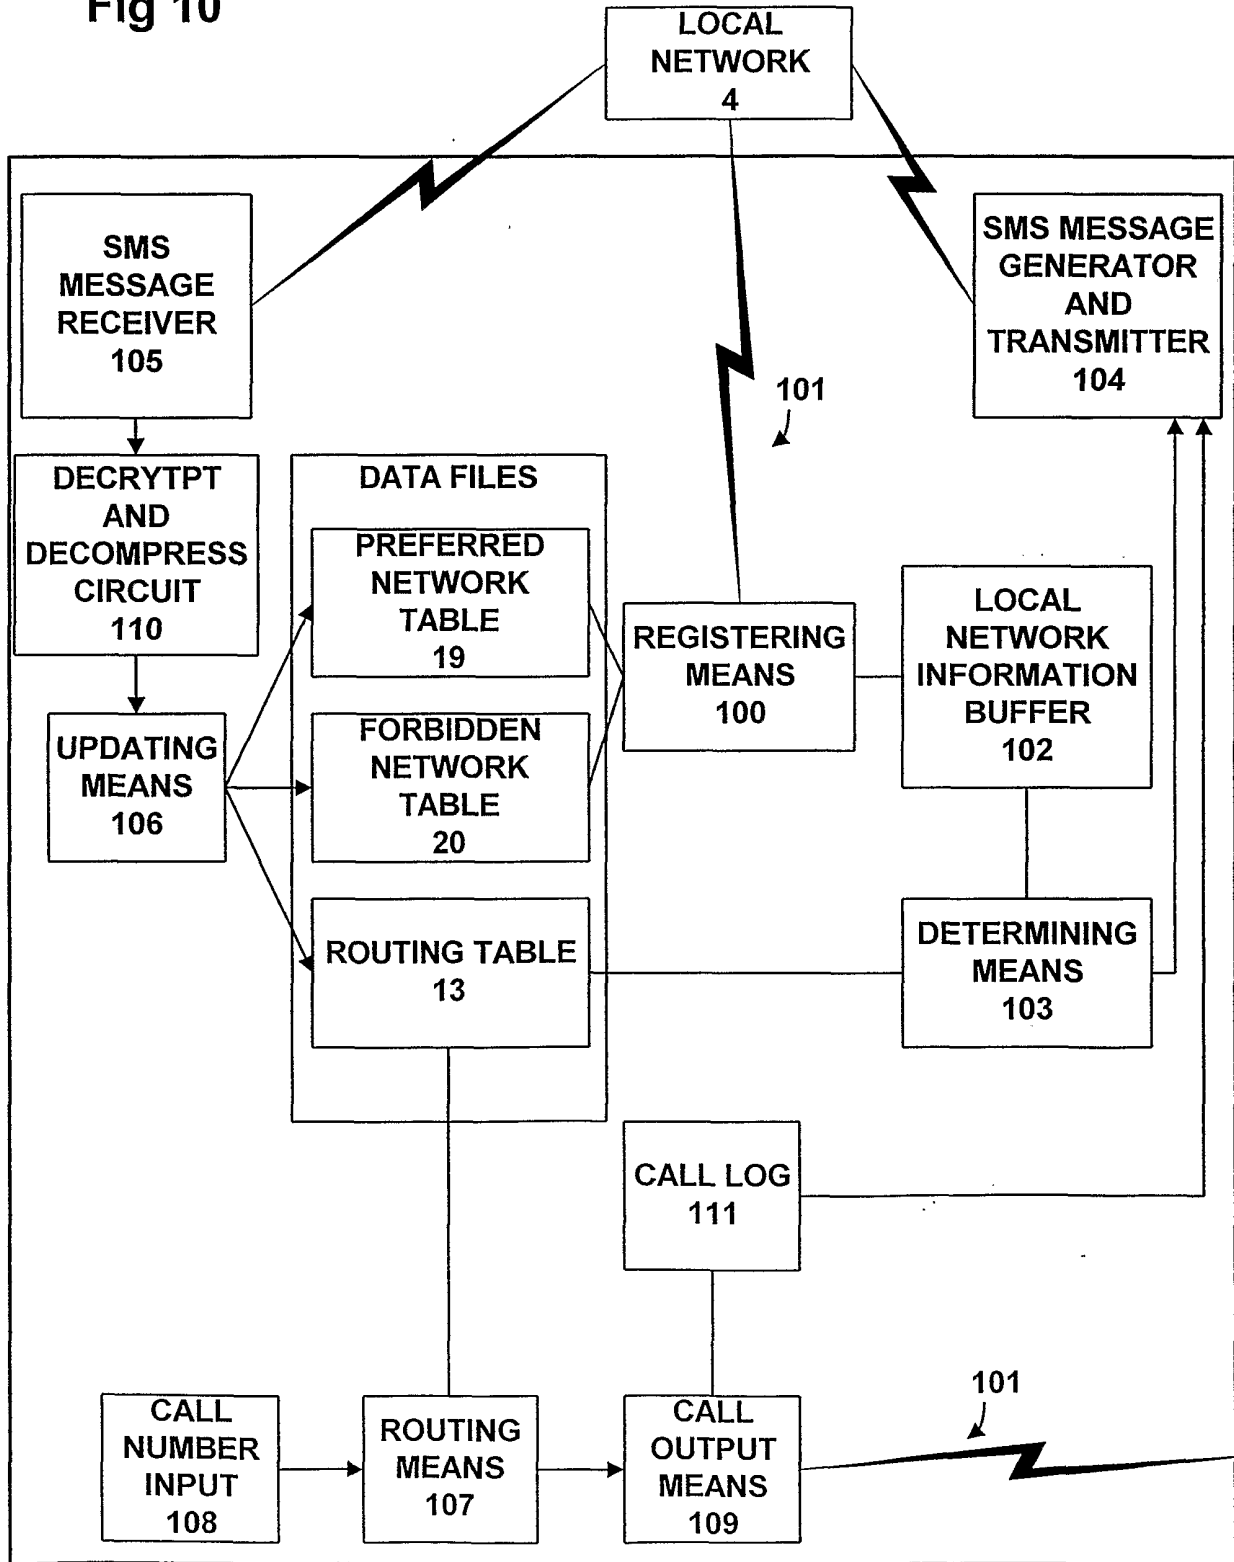 Fig 10
LOCAL
NETWORK
4
SMS
MESSAGE
RECEIVER
105
SMS MESSAGE
GENERATOR
AND
TRANSMITTER
104
101
DECRYTPT
AND
DECOMPRESS
CIRCUIT
110
DATA FILES
PREFERRED
NETWORK
TABLE
19
REGISTERING
MEANS
100
LOCAL
NETWORK
INFORMATION
BUFFER
102
UPDATING
MEANS
106
FORBIDDEN
NETWORK
TABLE
20
ROUTING TABLE
13
DETERMINING
MEANS
103
CALL LOG
111
CALL
NUMBER
INPUT
108
ROUTING
MEANS
107
CALL
OUTPUT
MEANS
109
101